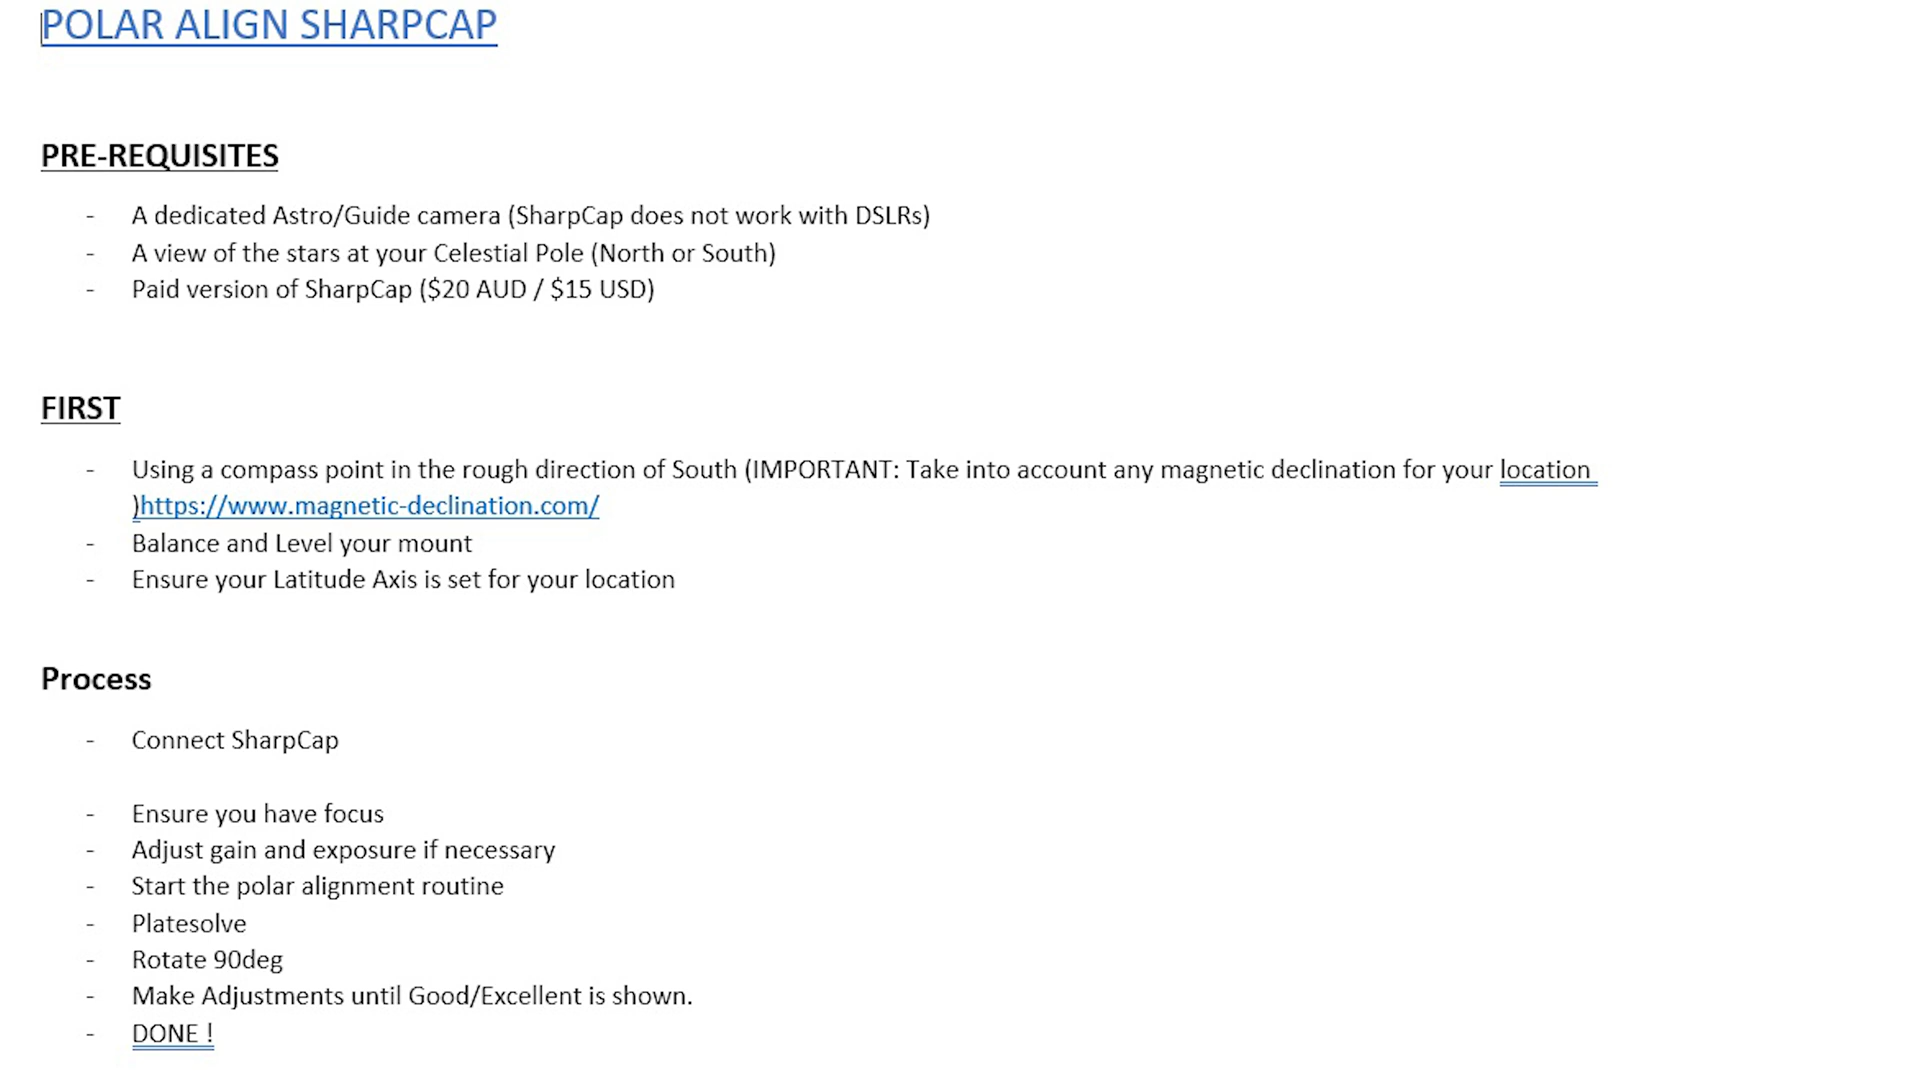 POLAR ALIGN SHARPCAP
PRE-REQUISITES
- A dedicated Astro/Guide camera (SharpCap does not work with DSLRs)
- A view of the stars at your Celestial Pole (North or South)
- Paid version of SharpCap ($20 AUD / $15 USD)
FIRST
- Using a compass point in the rough direction of South (IMPORTANT: Take into account any magnetic declination for your location
)https://www.magnetic-declination.com/
- Balance and Level your mount
- Ensure your Latitude Axis is set for your location
Process
- Connect SharpCap
- Ensure you have focus
- Adjust gain and exposure if necessary
- Start the polar alignment routine
- Platesolve
- Rotate 90deg
- Make Adjustments until Good/Excellent is shown.
- DONE !